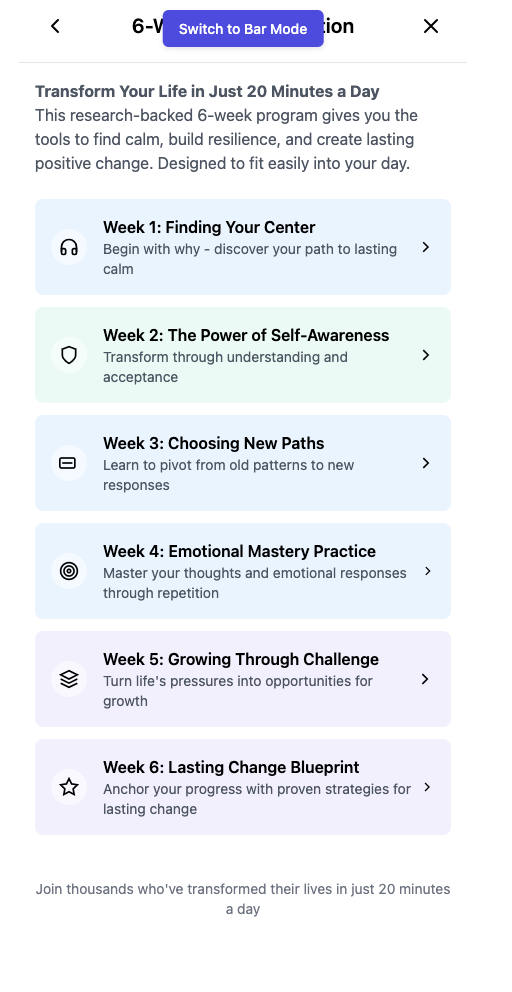 Switch to Bar Mode
Transform Your Life in Just 20 Minutes a Day
This research-backed 6-week program gives you the
tools to find calm, build resilience, and create lasting
positive change. Designed to fit easily into your day.
Week 1: Finding Your Center
Begin with why - discover your path to lasting
calm
Week 2: The Power of Self-Awareness
Transform through understanding and
acceptance
Week 3: Choosing New Paths
Learn to pivot from old patterns to new
responses
Week 4: Emotional Mastery Practice
Master your thoughts and emotional responses
through repetition
Week 5: Growing Through Challenge
Turn life's pressures into opportunities for
growth
Week 6: Lasting Change Blueprint
Anchor your progress with proven strategies for
lasting change
Join thousands who've transformed their lives in just 20 minutes
a day